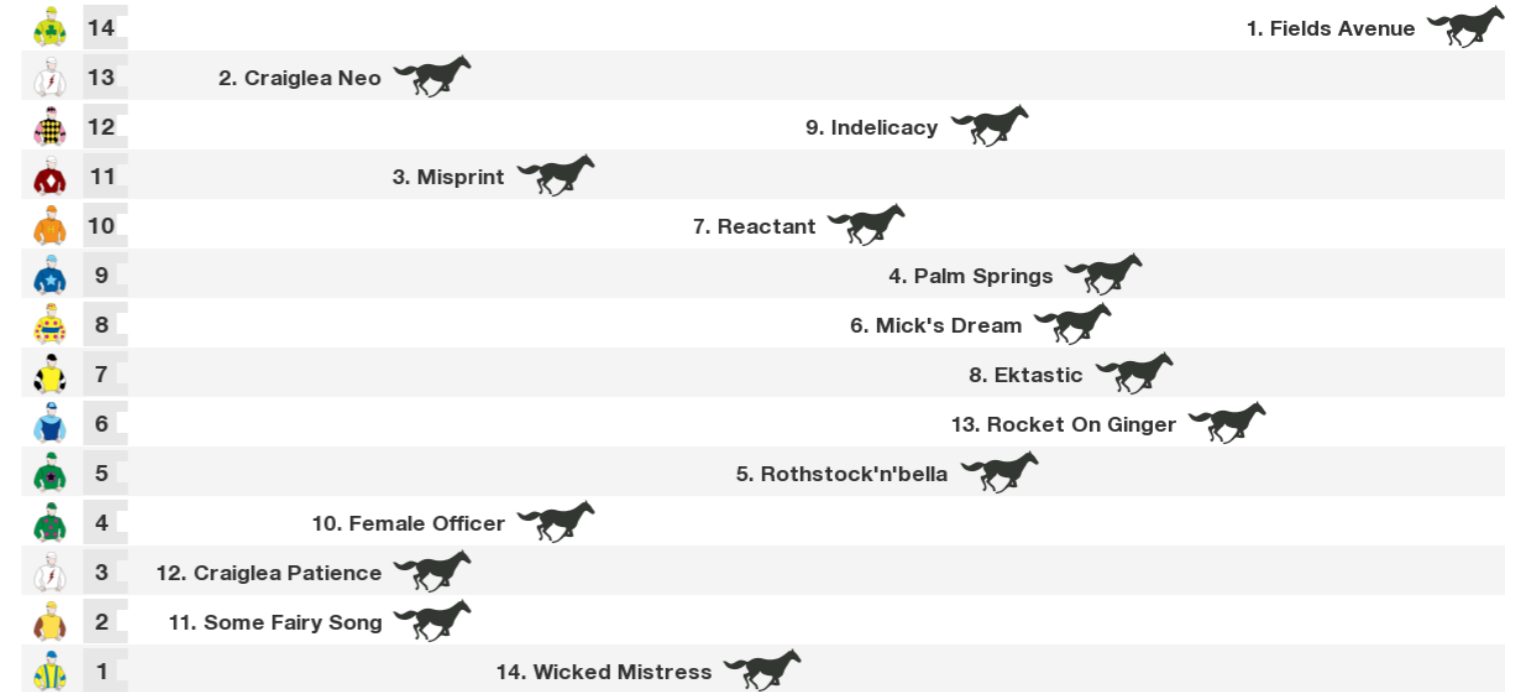 14 1. Fields Avenue
13 2. Craiglea Neo
12 9. Indelicacy
11 3. Misprint
10 7. Reactant
9 4. Palm Springs
8 6. Mick's Dream
7 8. Ektastic
6 13. Rocket On Ginger
5 5. Rothstock'n'bella
4 10. Female Officer
3 12. Craiglea Patience
2 11. Some Fairy Song
1 14. Wicked Mistress